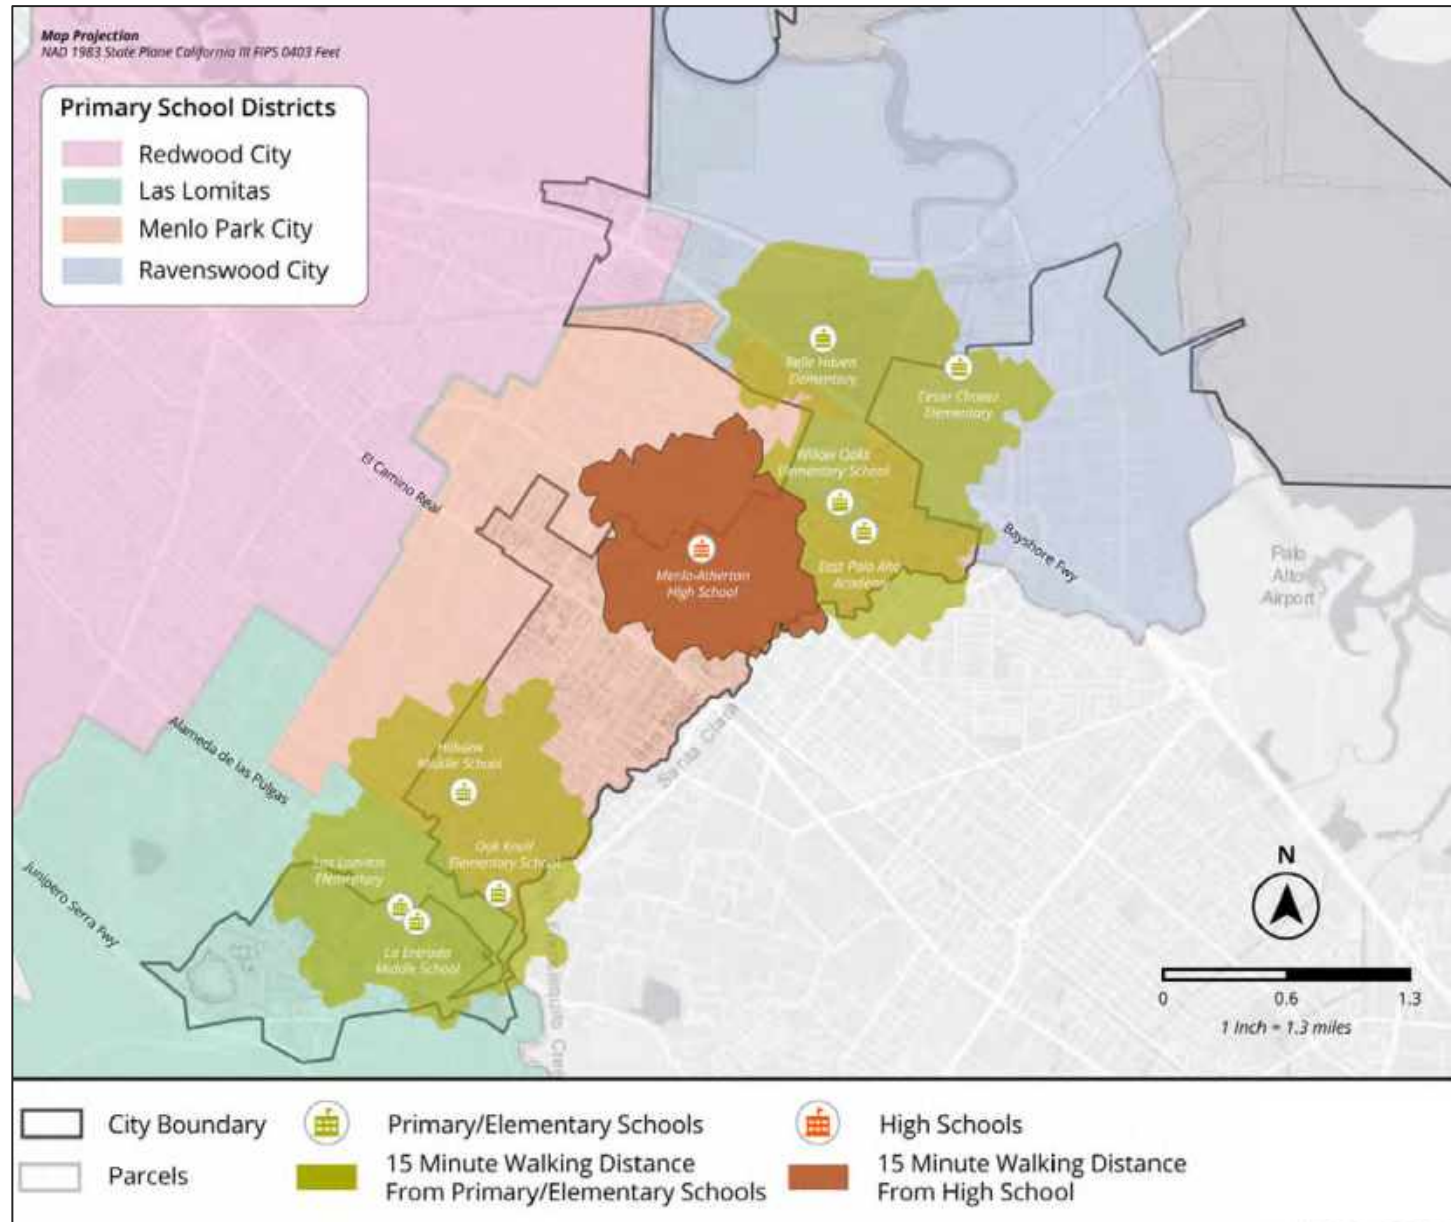 Map Projection
NAD 1983 State Plane California III FIPS 0403 Feet
Primary School Districts
Redwood City
Las Lomitas
Menlo Park City
Ravenswood City
Belle Haven
Elementary
Cesar Chavez
Elementary
El Camino Real
Willow Oaks
Elementary School
Bayshore Fwy
Menlo-Atherton
High School
East Palo Alto
Academy
Palo
Alto
Airport
Santa Clara
Alameda de las Pulgas
Hillview
Middle School
Oak Knoll
Elementary School
Las Lomitas
Elementary
Junipero Serra Fwy
La Entrada
Middle School
N
0
0.6
1.3
1 Inch = 1.3 miles
City Boundary
Primary/Elementary Schools
High Schools
Parcels
15 Minute Walking Distance
From Primary/Elementary Schools
15 Minute Walking Distance
From High School